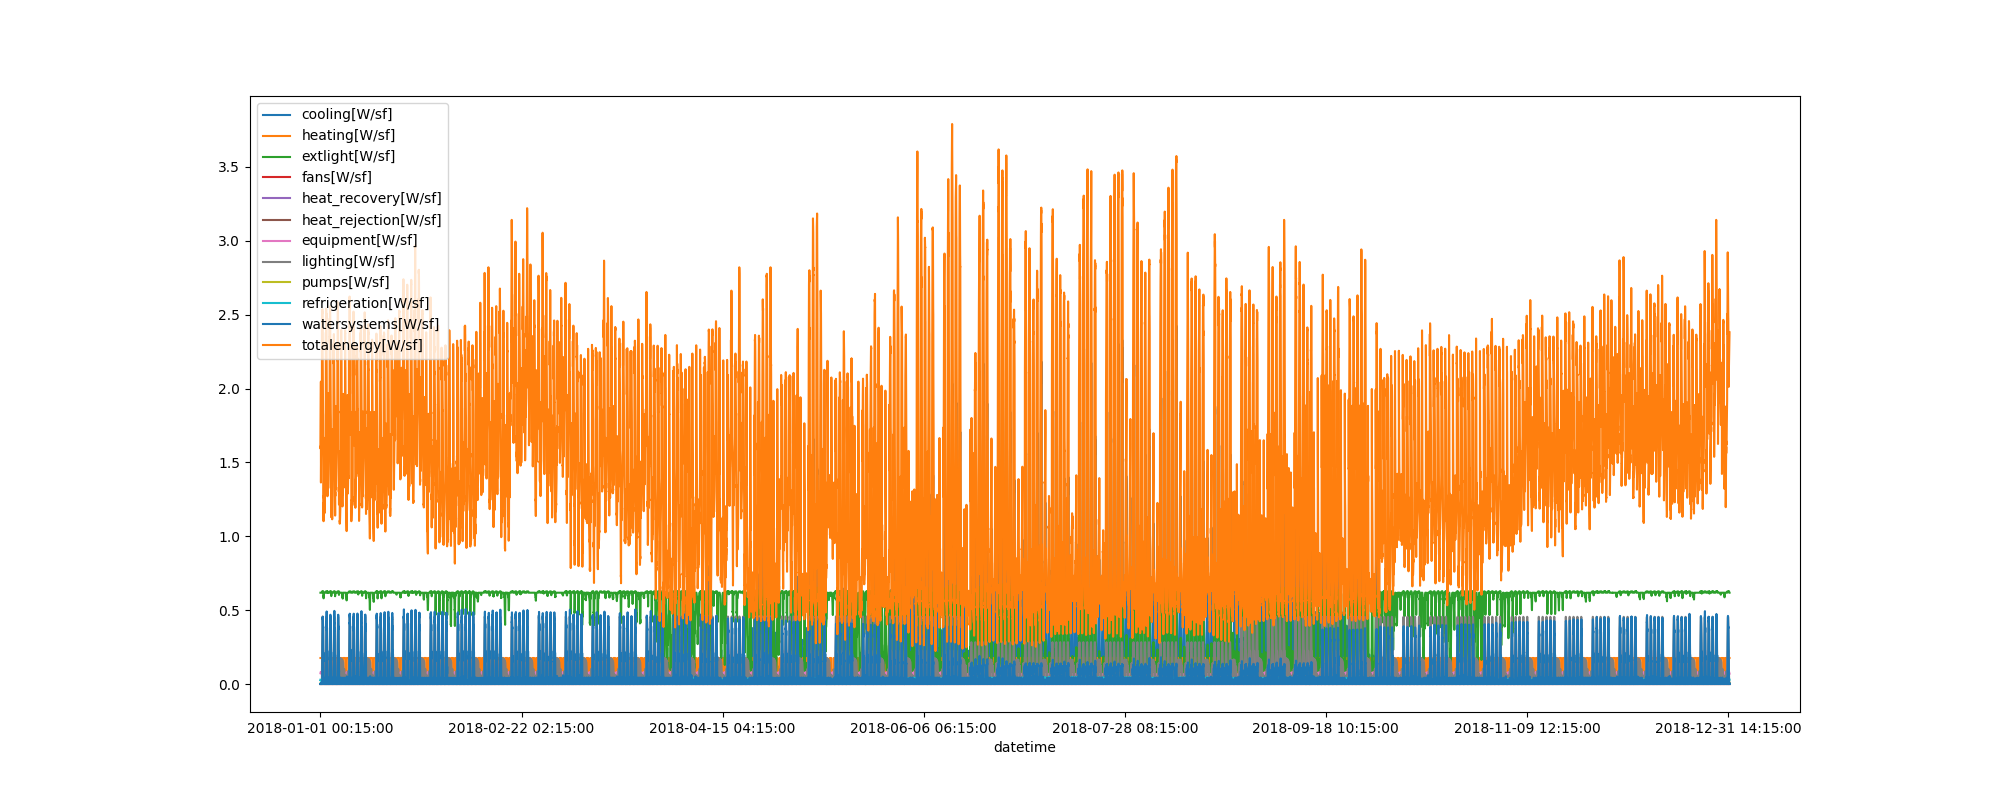 cooling[W/sf]
heating[W/sf]
extlight[W/sf]
fans[W/sf]
heat_recovery[W/sf]
heat_rejection[W/sf]
equipment[W/sf]
lighting[W/sf]
pumps[W/sf]
refrigeration[W/sf]
watersystems[W/sf]
totalenergy[W/sf]
3.5
3.0
2.5
2.0
1.5
1.0
0.5
0.0
2018-01-01 00:15:00 2018-02-22 02:15:00 2018-04-15 04:15:00 2018-06-06 06:15:00 2018-07-28 08:15:00 2018-09-18 10:15:00 2018-11-09 12:15:00 2018-12-31 14:15:00
datetime